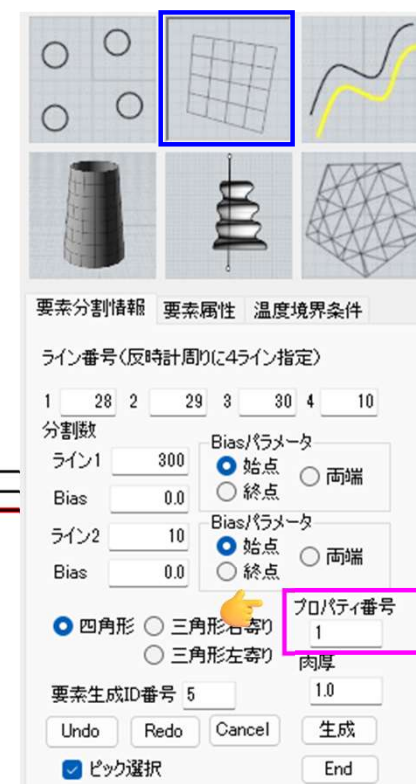 要素分割情報 要素属性 温度境界条件
ライン番号(反時計周りに4ライン指定)
1 28 2 29 3 30 4 10
分割数
ライン1 300
Bias 0.0
Biasパラメータ
始点
終点
両端
ライン2 10
Bias 0.0
Biasパラメータ
始点
終点
両端
四角形 三角形右寄り
三角形左寄り
プロパティ番号
1
肉厚
1.0
要素生成ID番号 5
Undo Redo Cancel 生成
ピック選択 End